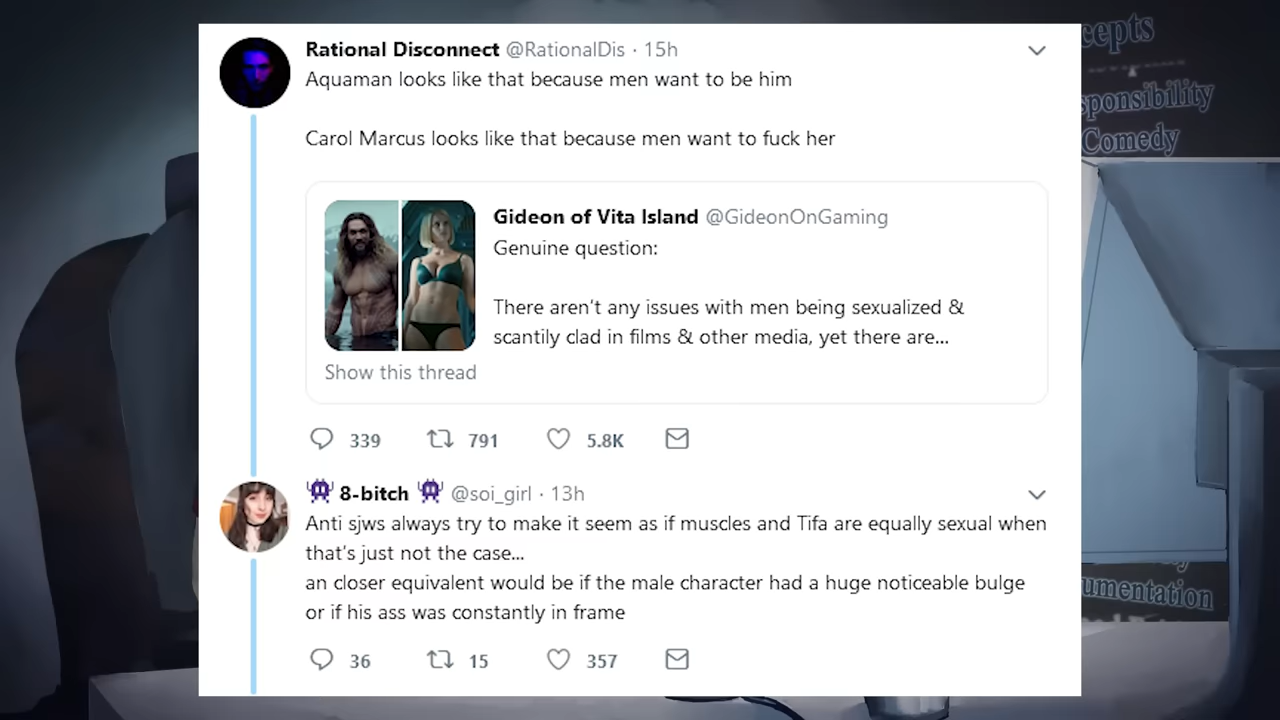 Rational Disconnect @RationalDis · 15h
Aquaman looks like that because men want to be him
Carol Marcus looks like that because men want to fuck her
Gideon of Vita Island @GideonOnGaming
Genuine question:
There aren't any issues with men being sexualized &
scantily clad in films & other media, yet there are...
Show this thread
339 791 5.8K
8-bitch @soi_girl · 13h
Anti sjws always try to make it seem as if muscles and Tifa are equally sexual when
that's just not the case...
an closer equivalent would be if the male character had a huge noticeable bulge
or if his ass was constantly in frame
36 15 357
Comedy